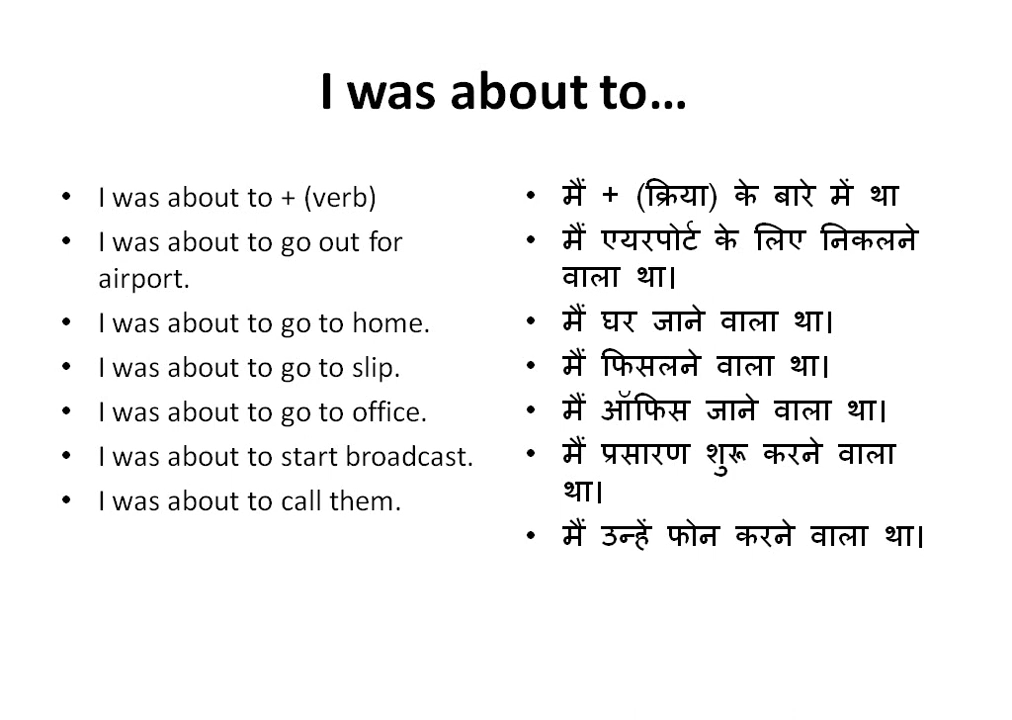 I was about to...
I was about to + (verb)
I was about to go out for
airport.
I was about to go to home.
I was about to go to slip.
I was about to go to office.
I was about to start broadcast.
I was about to call them.
मैं + (क्रिया) के बारे में था
मैं एयरपोर्ट के लिए निकलने
वाला था।
मैं घर जाने वाला था।
मैं फिसलने वाला था।
मैं ऑफिस जाने वाला था।
मैं प्रसारण शुरू करने वाला
था।
मैं उन्हें फोन करने वाला था।